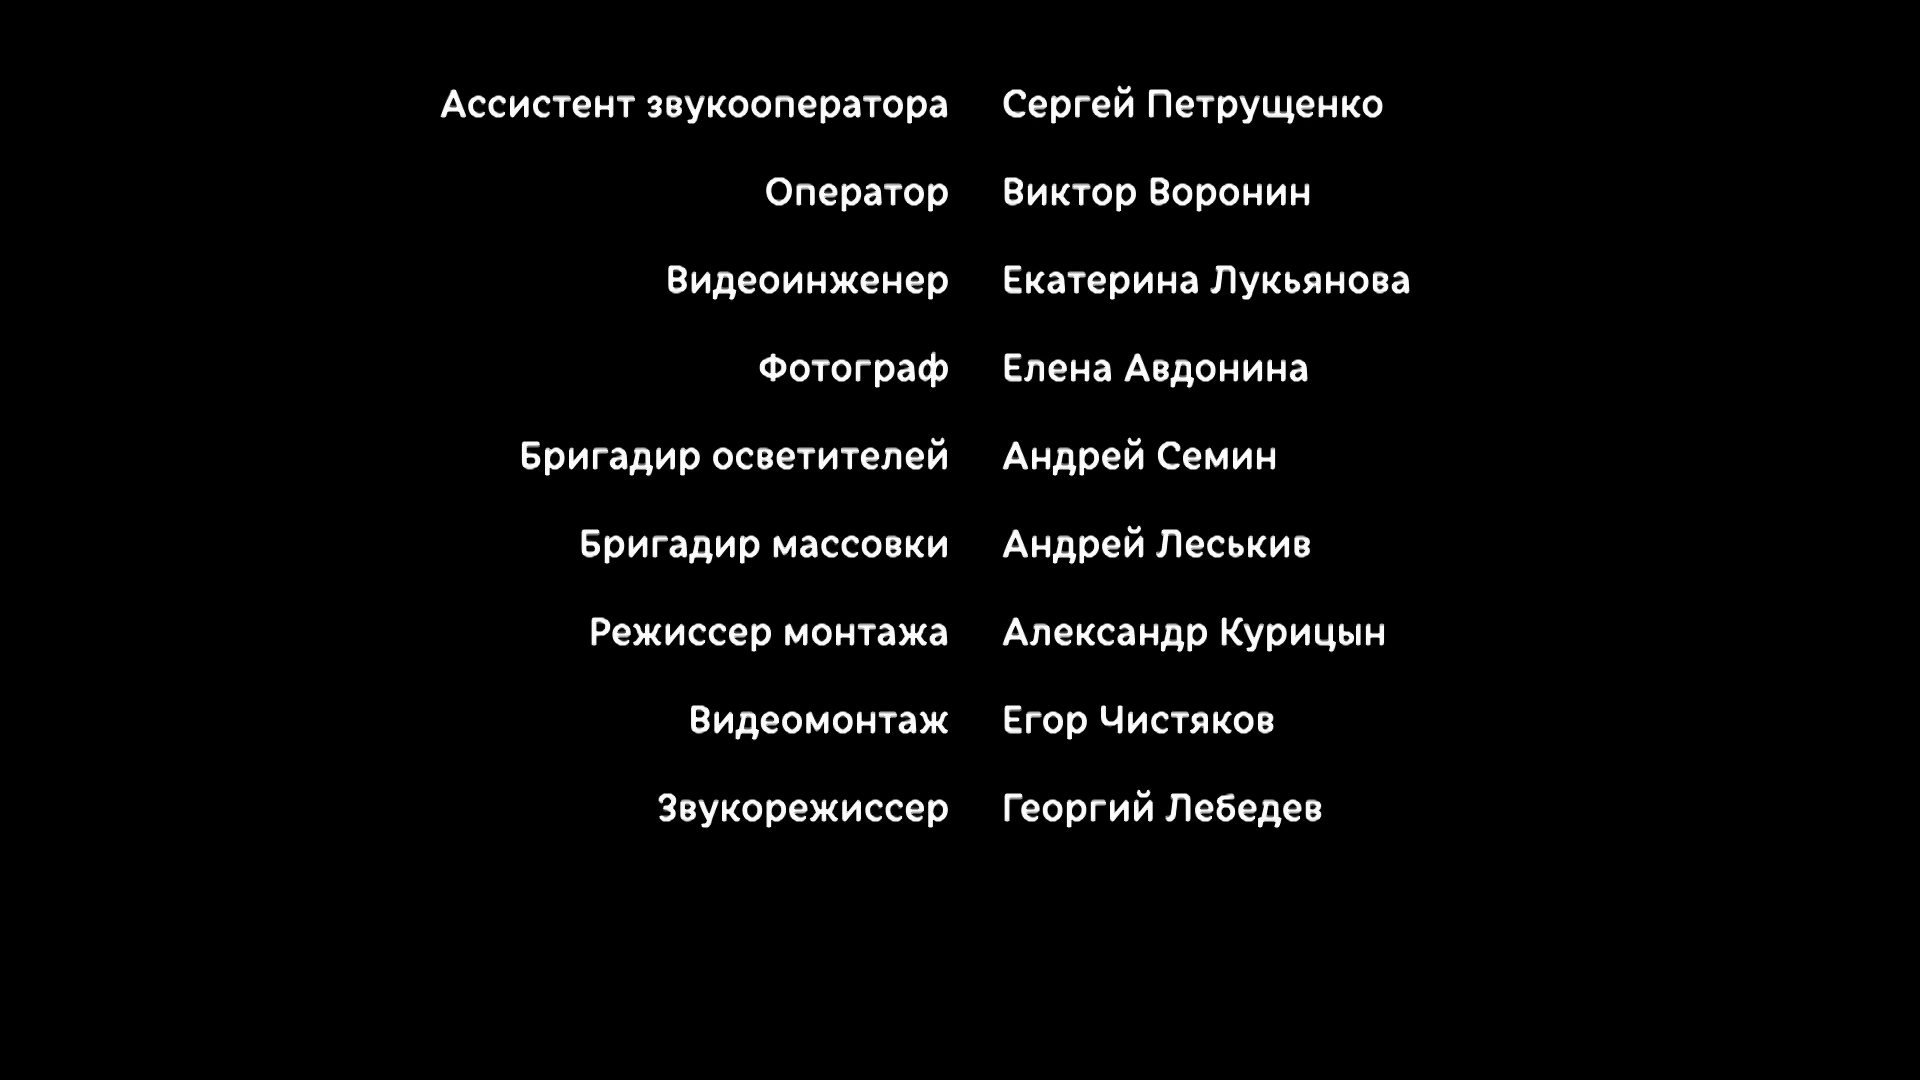 Ассистент звукооператора Сергей Петрущенко
Оператор Виктор Воронин
Видеоинженер Екатерина Лукьянова
Фотограф Елена Авдонина
Бригадир осветителей Андрей Семин
Бригадир массовки Андрей Леськив
Режиссер монтажа Александр Курицын
Видеомонтаж Егор Чистяков
Звукорежиссер Георгий Лебедев